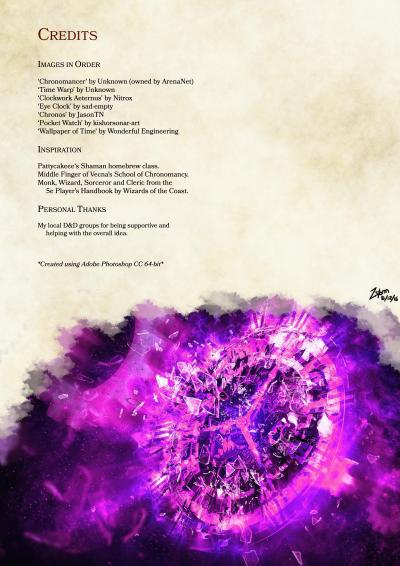 CREDITS
IMAGES IN ORDER
'Chronomancer' by Unknown (owned by ArenaNet)
'Time Warp' by Unknown
'Clockwork Aeternus' by Nitrox
'Eye Clock' by sad-empty
'Chronos' by JasonTN
'Pocket Watch' by kishorsonar-art
'Wallpaper of Time' by Wonderful Engineering
INSPIRATION
Pattycakeee's Shaman homebrew class.
Middle Finger of Vecna's School of Chronomancy.
Monk, Wizard, Sorceror and Cleric from the
5e Player's Handbook by Wizards of the Coast.
PERSONAL THANKS
My local D&D groups for being supportive and
helping with the overall idea.
*Created using Adobe Photoshop CC 64-bit*